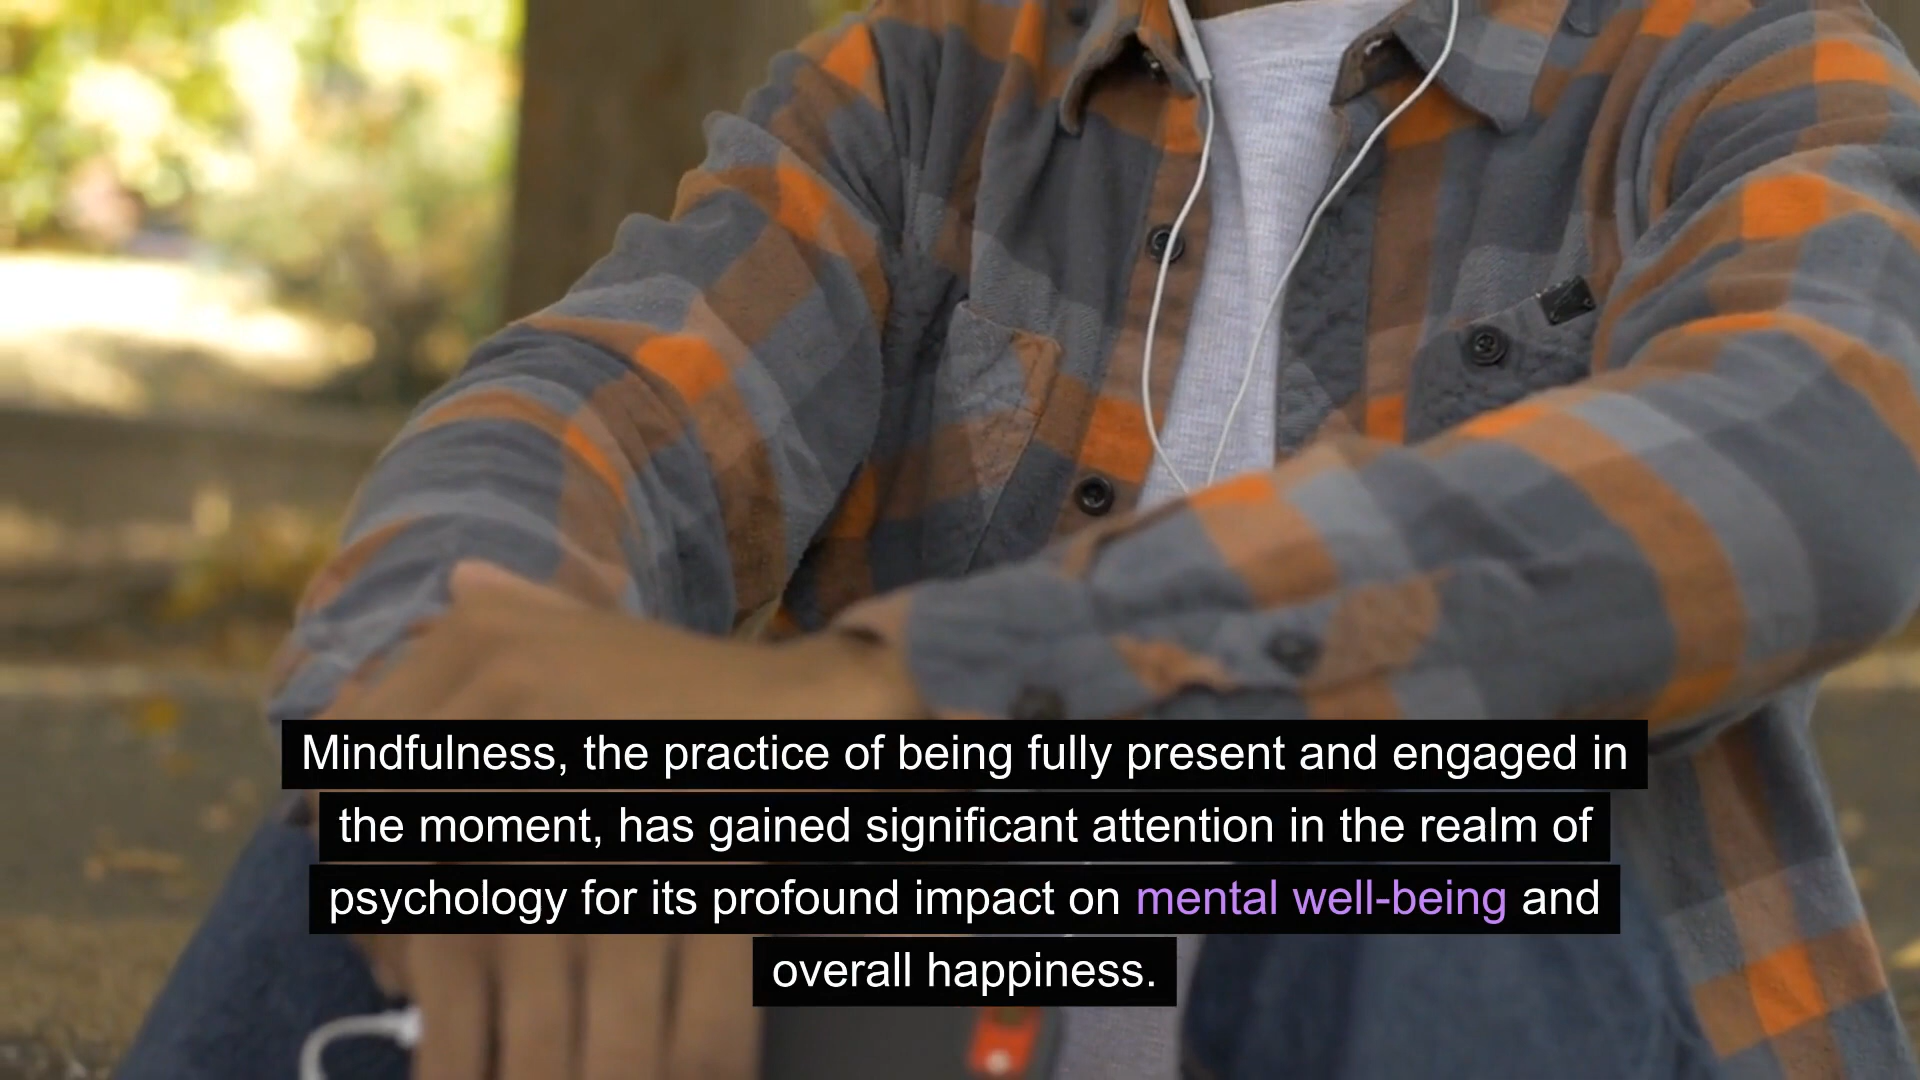 Mindfulness, the practice of being fully present and engaged in
the moment, has gained significant attention in the realm of
psychology for its profound impact on mental well-being and
overall happiness.